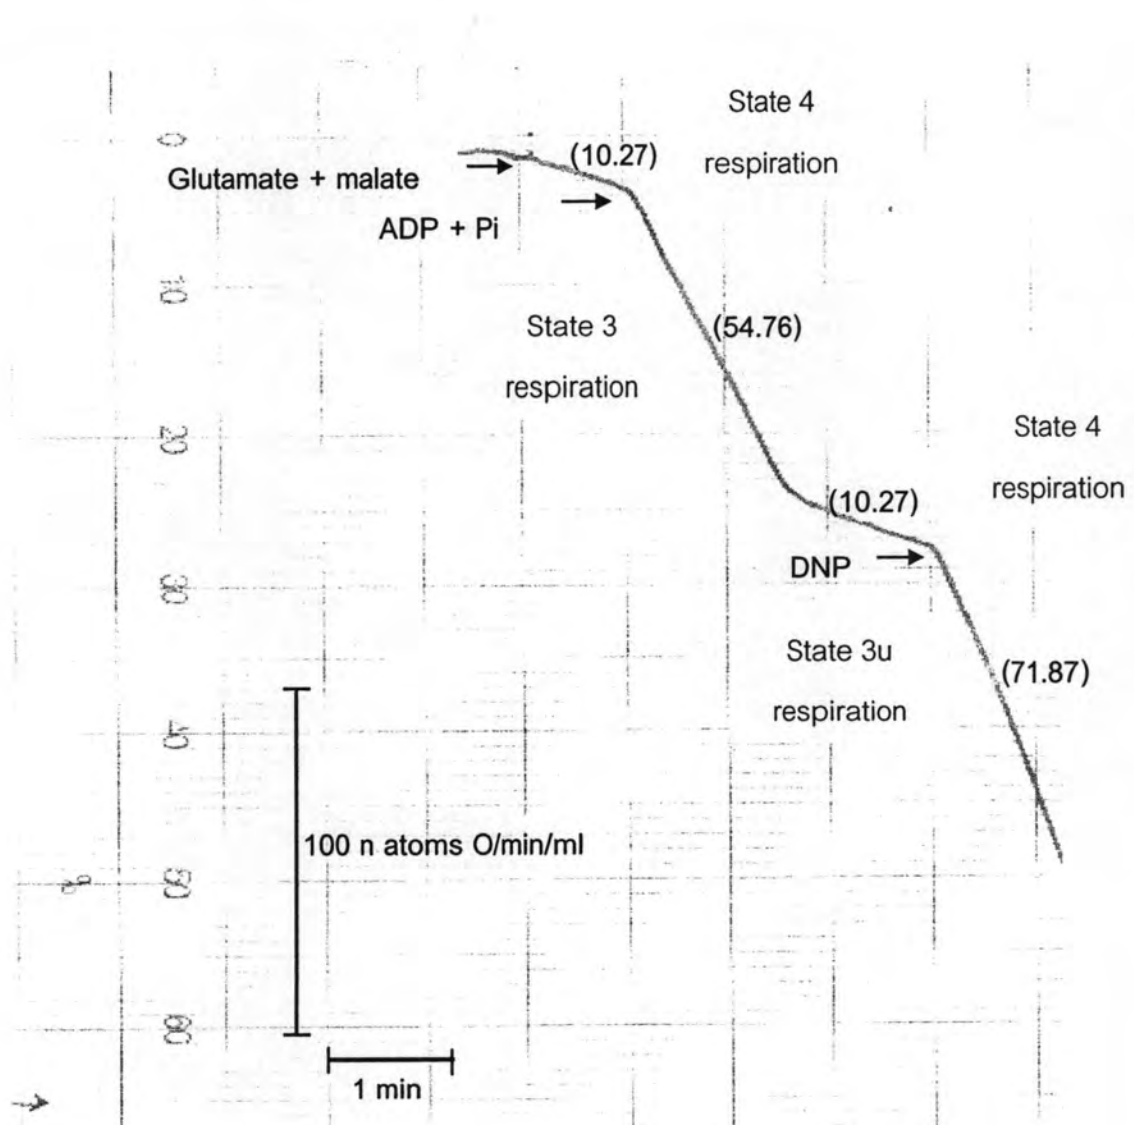 State 4
respiration
0
(10.27)
Glutamate + malate
ADP + Pi
10
State 3
respiration
(54.76)
20
State 4
respiration
(10.27)
DNP
30
State 3u
respiration
(71.87)
40
100 n atoms O/min/ml
50
60
1 min